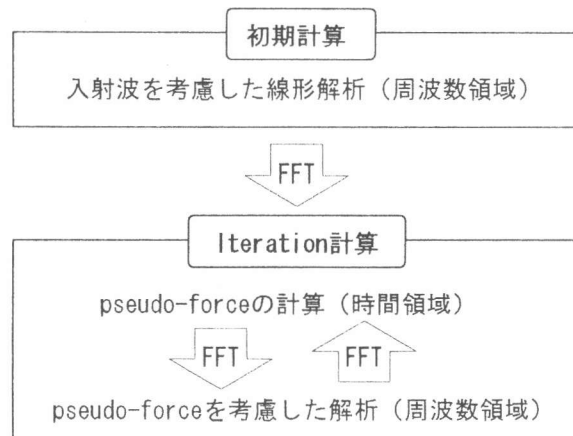 初期計算
入射波を考慮した線形解析（周波数領域）
FFT
Iteration計算
pseudo-forceの計算（時間領域）
FFT FFT
pseudo-forceを考慮した解析（周波数領域）